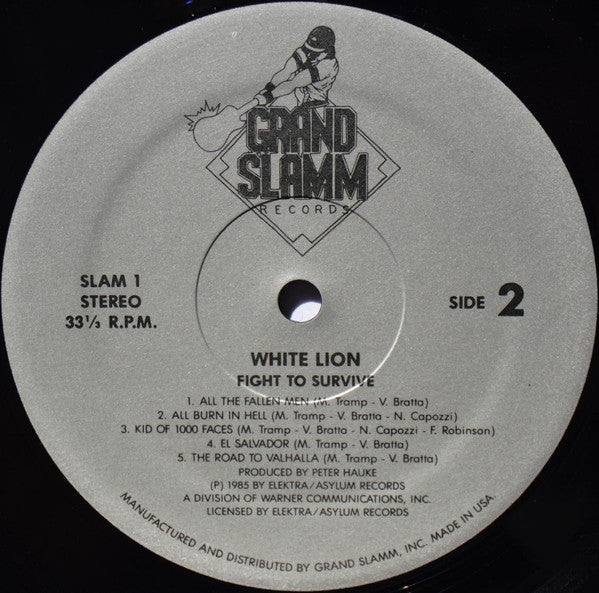 GRAND
SLAMM
RECORDS
SLAM 1
STEREO
33⅓ R.P.M.
SIDE 2
WHITE LION
FIGHT TO SURVIVE
1. ALL THE FALLEN MEN (M. Tramp - V. Bratta)
2. ALL BURN IN HELL (M. Tramp - V. Bratta - N. Capozzi)
3. KID OF 1000 FACES (M. Tramp - V. Bratta - N. Capozzi - F. Robinson)
4. EL SALVADOR (M. Tramp - V. Bratta)
5. THE ROAD TO VALHALLA (M. Tramp - V. Bratta)
PRODUCED BY PETER HAUKE
(P) 1985 BY ELEKTRA/ASYLUM RECORDS
A DIVISION OF WARNER COMMUNICATIONS, INC.
LICENSED BY ELEKTRA/ASYLUM RECORDS
MANUFACTURED AND DISTRIBUTED BY GRAND SLAMM, INC. MADE IN USA.